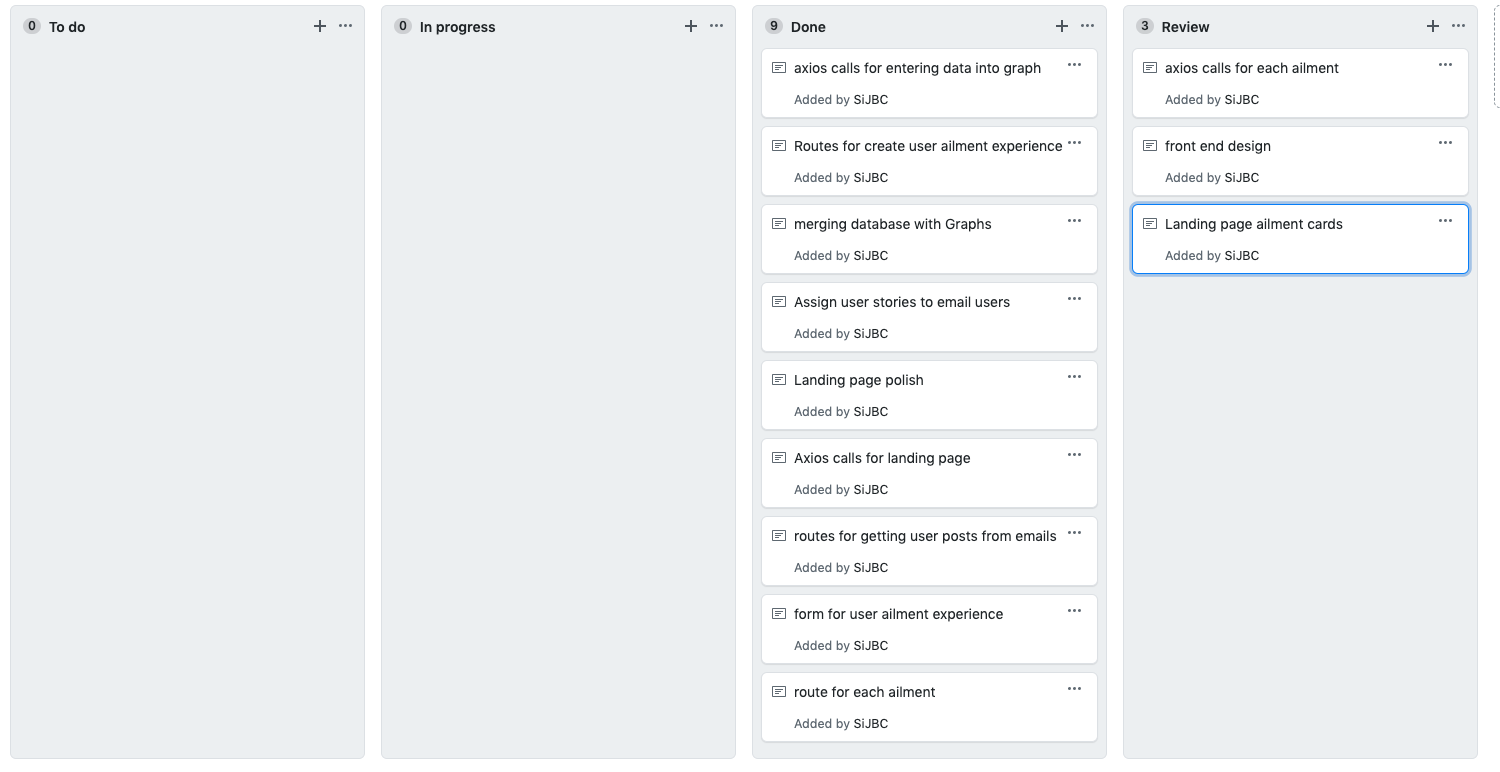 0 To do
0 In progress
9 Done
axios calls for entering data into graph
Added by SiJBC
Routes for create user ailment experience
Added by SiJBC
merging database with Graphs
Added by SiJBC
Assign user stories to email users
Added by SiJBC
Landing page polish
Added by SiJBC
Axios calls for landing page
Added by SiJBC
routes for getting user posts from emails
Added by SiJBC
form for user ailment experience
Added by SiJBC
route for each ailment
Added by SiJBC
3 Review
axios calls for each ailment
Added by SiJBC
front end design
Added by SiJBC
Landing page ailment cards
Added by SiJBC